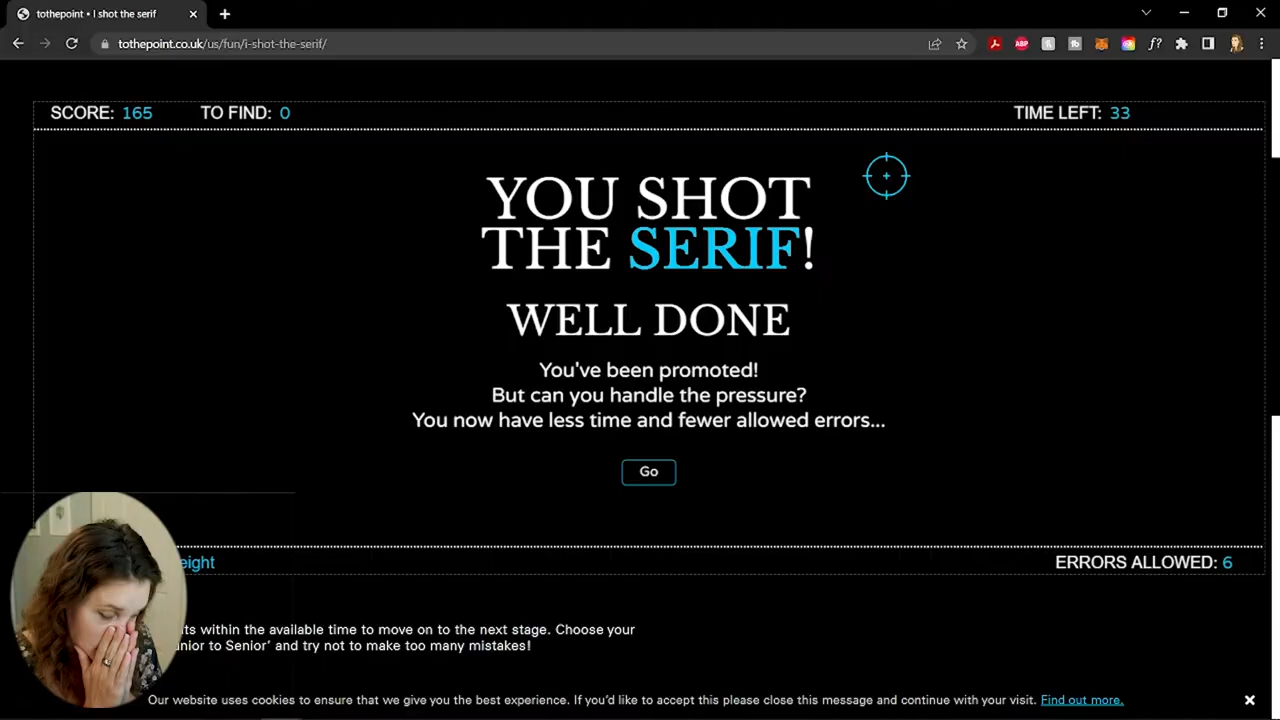 tothepoint • I shot the serif
tothepoint.co.uk/us/fun/i-shot-the-serif/
ABP
f?
SCORE: 165 TO FIND: 0 TIME LEFT: 33
YOU SHOT
THE SERIF!
WELL DONE
You've been promoted!
But can you handle the pressure?
You now have less time and fewer allowed errors...
Go
eight ERRORS ALLOWED: 6
within the available time to move on to the next stage. Choose your
to Senior' and try not to make too many mistakes!
Our website uses cookies to ensure that we give you the best experience. If you'd like to accept this please close this message and continue with your visit. Find out more.